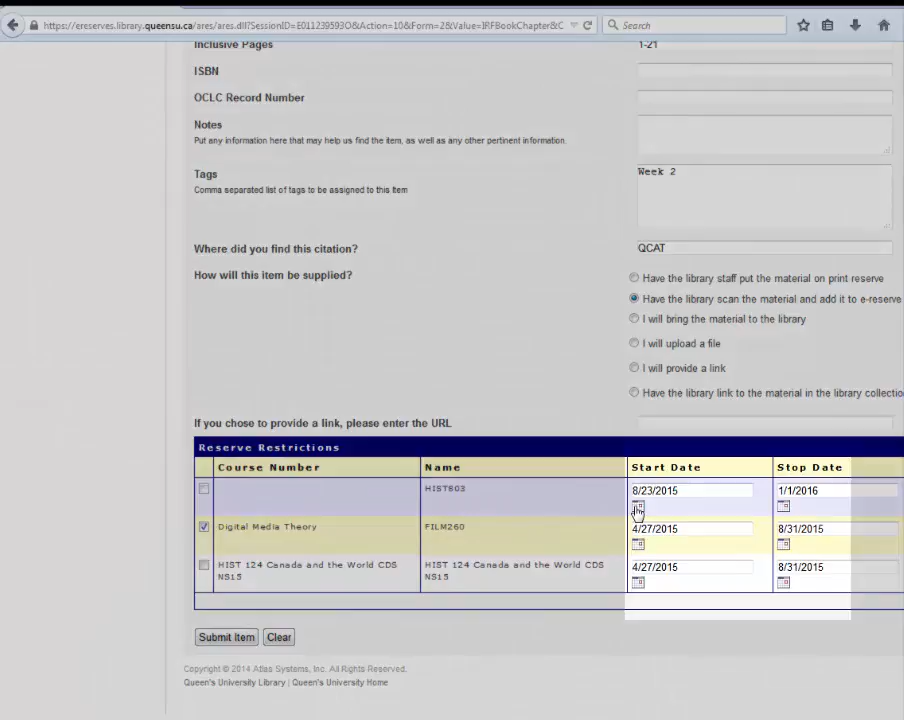 https://ereserves.library.queensu.ca/ares/ares.dll?SessionID=E011239593O&Action=10&Form=2&Value=IRFBookChapter&C
Search
Inclusive Pages
1-21
ISBN
OCLC Record Number
Notes
Put any information here that may help us find the item, as well as any other pertinent information.
Tags
Comma separated list of tags to be assigned to this item
Week 2
Where did you find this citation?
QCAT
How will this item be supplied?
Have the library staff put the material on print reserve
Have the library scan the material and add it to e-reserve
I will bring the material to the library
I will upload a file
I will provide a link
Have the library link to the material in the library collectio
If you chose to provide a link, please enter the URL
Reserve Restrictions
Course Number Name Start Date Stop Date
HIST803 8/23/2015 1/1/2016
Digital Media Theory FILM260 4/27/2015 8/31/2015
HIST 124 Canada and the World CDS HIST 124 Canada and the World CDS 4/27/2015 8/31/2015
NS15 NS15
Submit Item Clear
Copyright © 2014 Atlas Systems, Inc. All Rights Reserved.
Queen's University Library | Queen's University Home